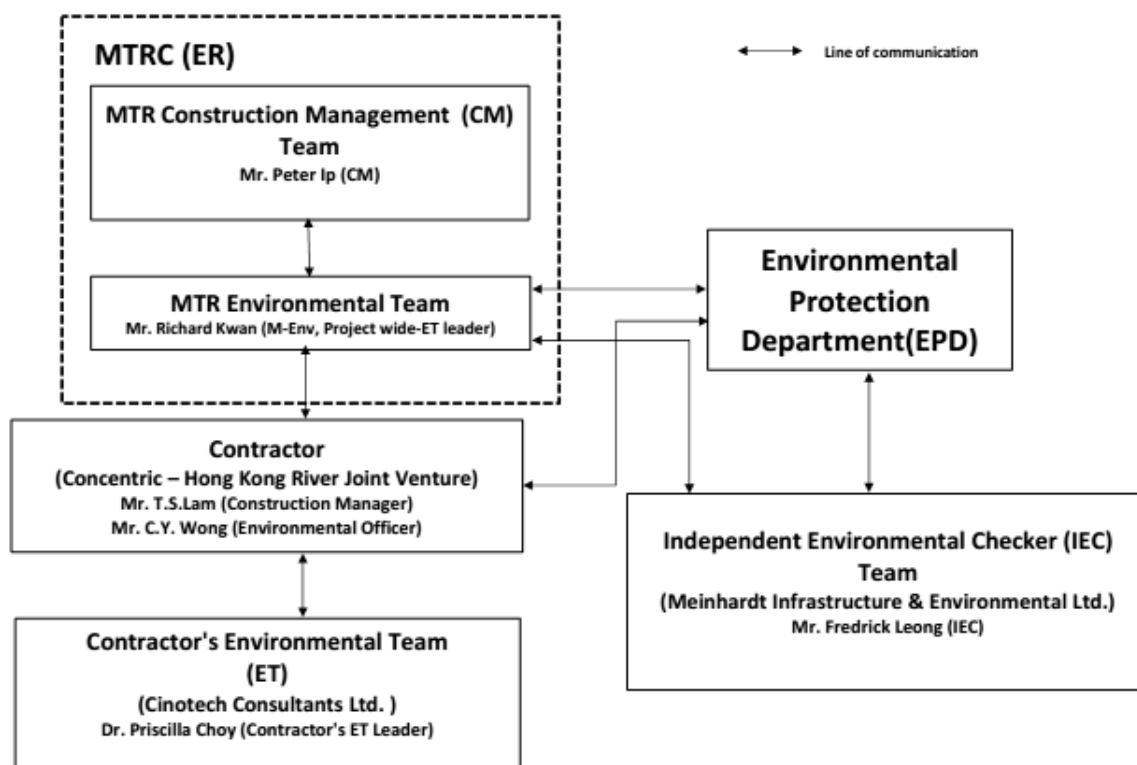 MTRC (ER)
Line of communication
MTR Construction Management (CM)
Team
Mr. Peter Ip (CM)
MTR Environmental Team
Mr. Richard Kwan (M-Env, Project wide-ET leader)
Environmental
Protection
Department(EPD)
Contractor
(Concentric – Hong Kong River Joint Venture)
Mr. T.S.Lam (Construction Manager)
Mr. C.Y. Wong (Environmental Officer)
Independent Environmental Checker (IEC)
Team
(Meinhardt Infrastructure & Environmental Ltd.)
Mr. Fredrick Leong (IEC)
Contractor's Environmental Team
(ET)
(Cinotech Consultants Ltd. )
Dr. Priscilla Choy (Contractor's ET Leader)